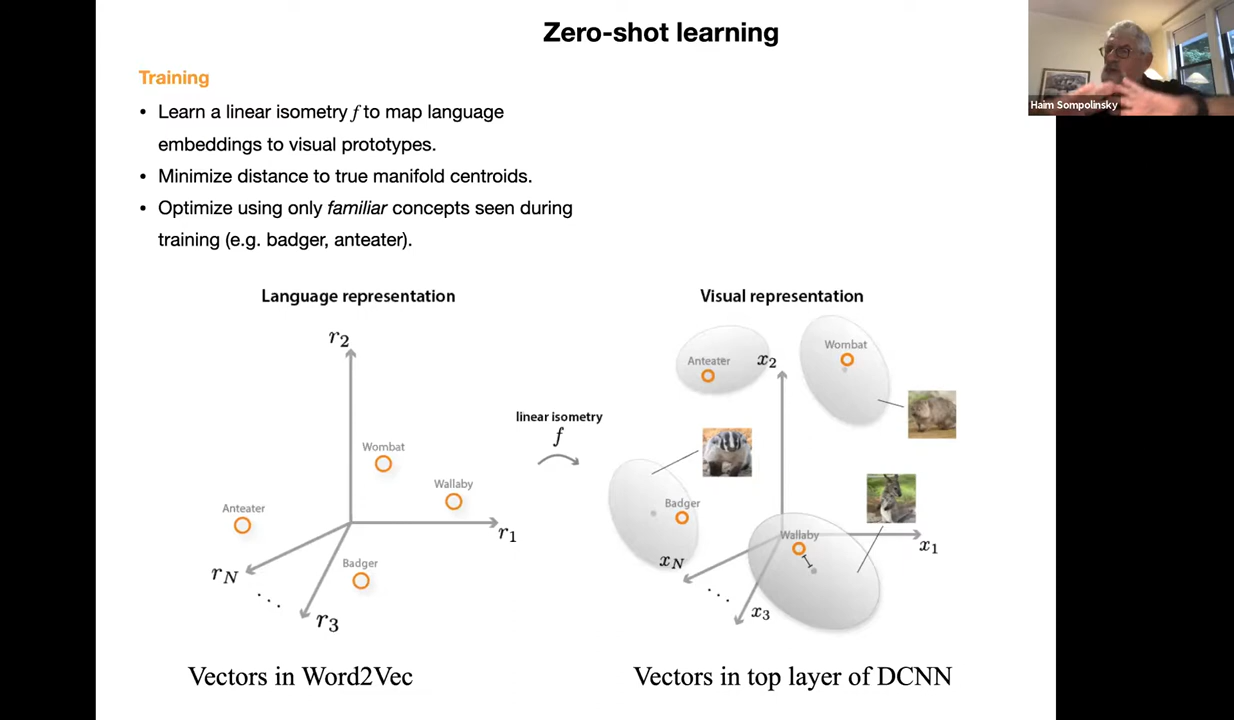 Zero-shot learning
Haim Sompolinsky
Training
• Learn a linear isometry f to map language
embeddings to visual prototypes.
• Minimize distance to true manifold centroids.
• Optimize using only familiar concepts seen during
training (e.g. badger, anteater).
Language representation
r2
Wombat
Wallaby
Anteater
r1
Badger
rN
...
r3
linear isometry
f
Visual representation
Wombat
Anteater
x2
Badger
Wallaby
x1
xN
...
x3
Vectors in Word2Vec
Vectors in top layer of DCNN